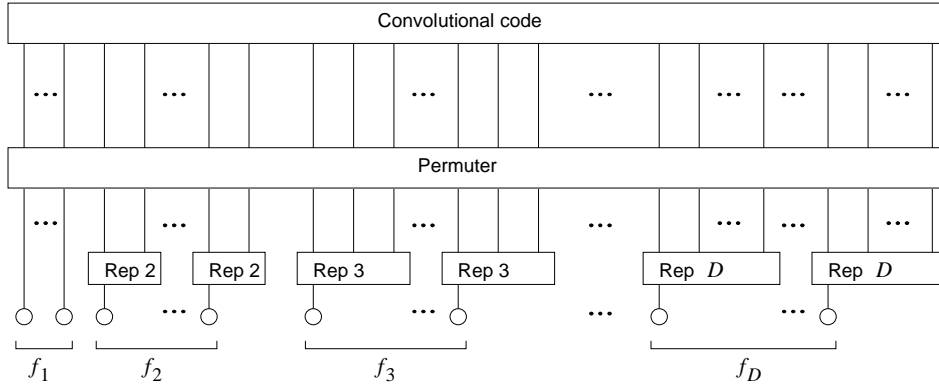 Convolutional code
... ... ... ... ... ... ...
Permuter
... ... ... ... ... ... ...
Rep 2 Rep 2 Rep 3 Rep 3 Rep D Rep D
... ... ... ...
f1 f2 f3 fD